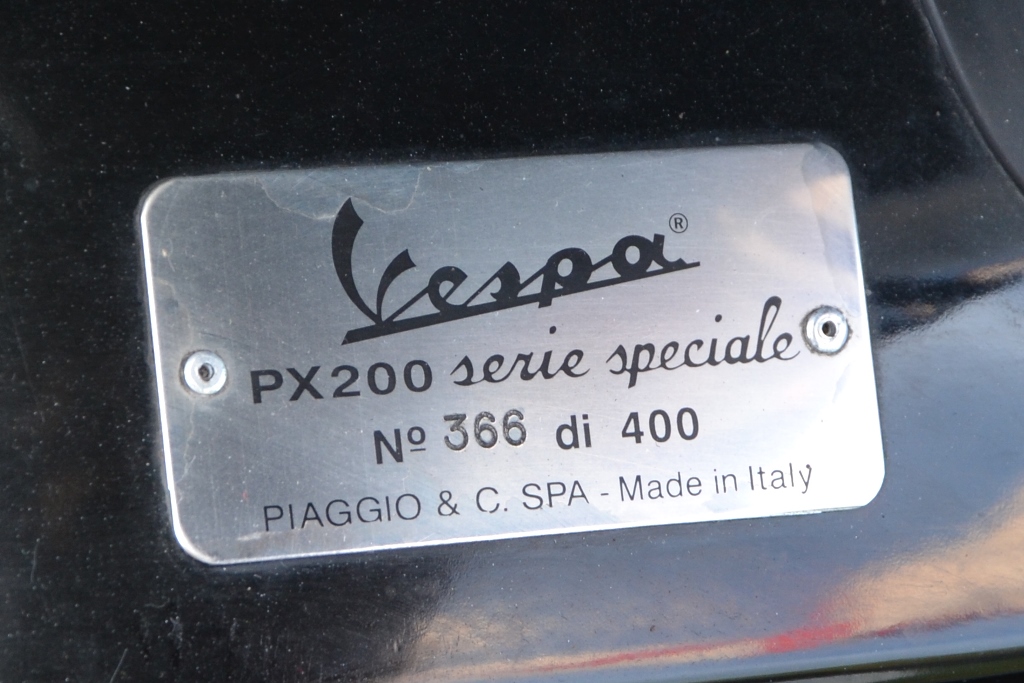 Vespa®
PX200 serie speciale
Nº 366 di 400
PIAGGIO & C. SPA - Made in Italy